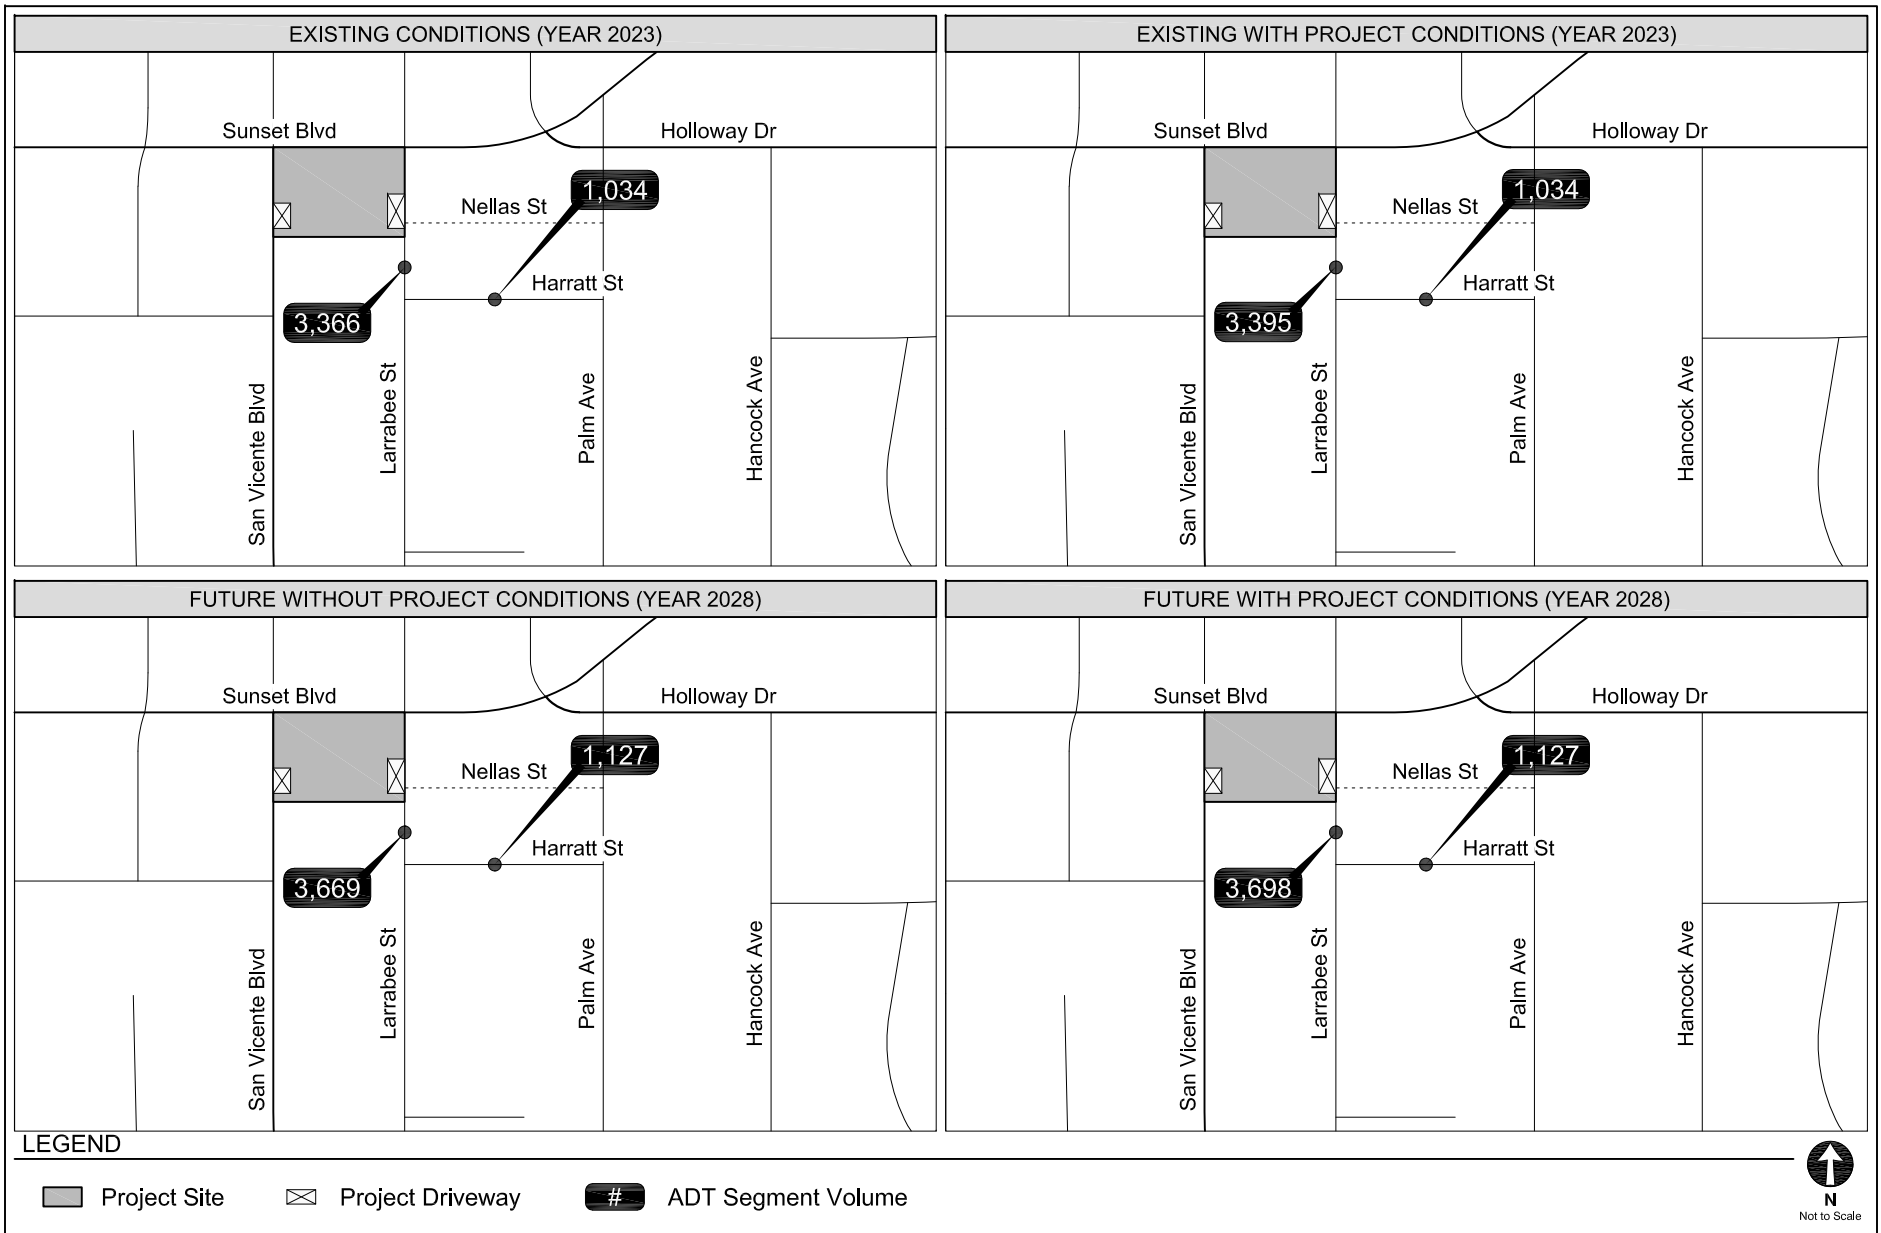 EXISTING CONDITIONS (YEAR 2023)
Sunset Blvd
Holloway Dr
1,034
Nellas St
Harratt St
3,366
San Vicente Blvd
Larrabee St
Palm Ave
Hancock Ave
EXISTING WITH PROJECT CONDITIONS (YEAR 2023)
Sunset Blvd
Holloway Dr
1,034
Nellas St
Harratt St
3,395
San Vicente Blvd
Larrabee St
Palm Ave
Hancock Ave
FUTURE WITHOUT PROJECT CONDITIONS (YEAR 2028)
Sunset Blvd
Holloway Dr
1,127
Nellas St
Harratt St
3,669
San Vicente Blvd
Larrabee St
Palm Ave
Hancock Ave
FUTURE WITH PROJECT CONDITIONS (YEAR 2028)
Sunset Blvd
Holloway Dr
1,127
Nellas St
Harratt St
3,698
San Vicente Blvd
Larrabee St
Palm Ave
Hancock Ave
LEGEND
Project Site
Project Driveway
# ADT Segment Volume
N
Not to Scale